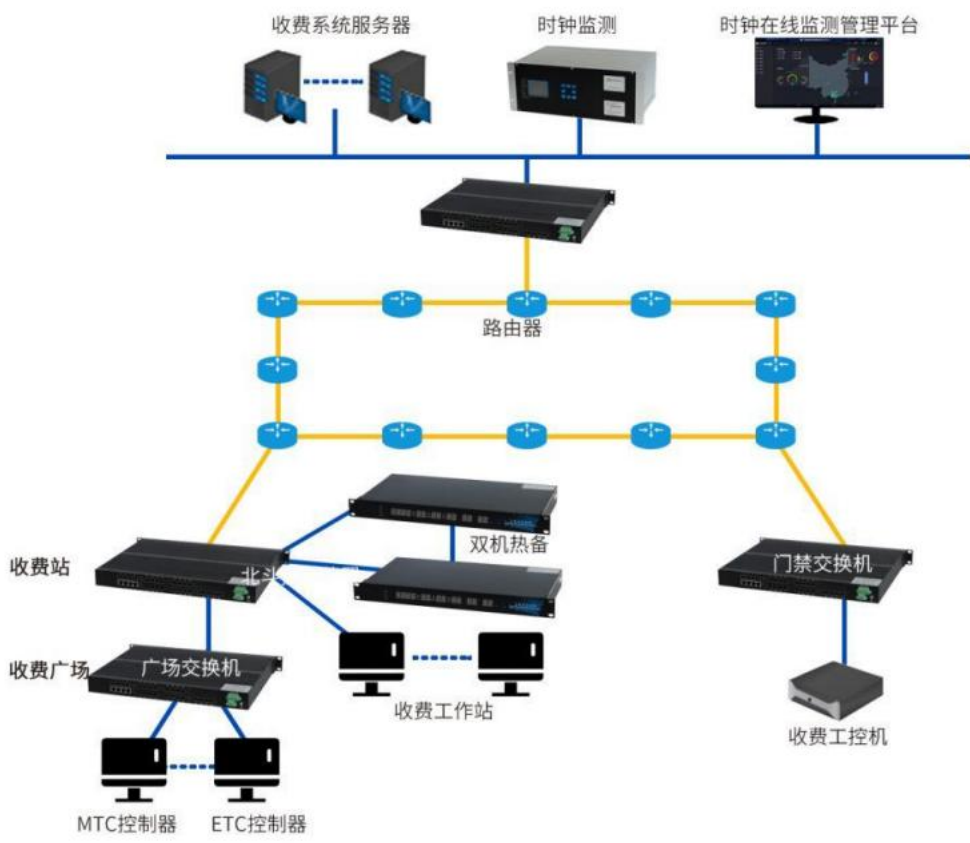 收费系统服务器
时钟监测
时钟在线监测管理平台
路由器
双机热备
收费站
北斗
门禁交换机
收费广场
广场交换机
收费工作站
收费工控机
MTC控制器
ETC控制器